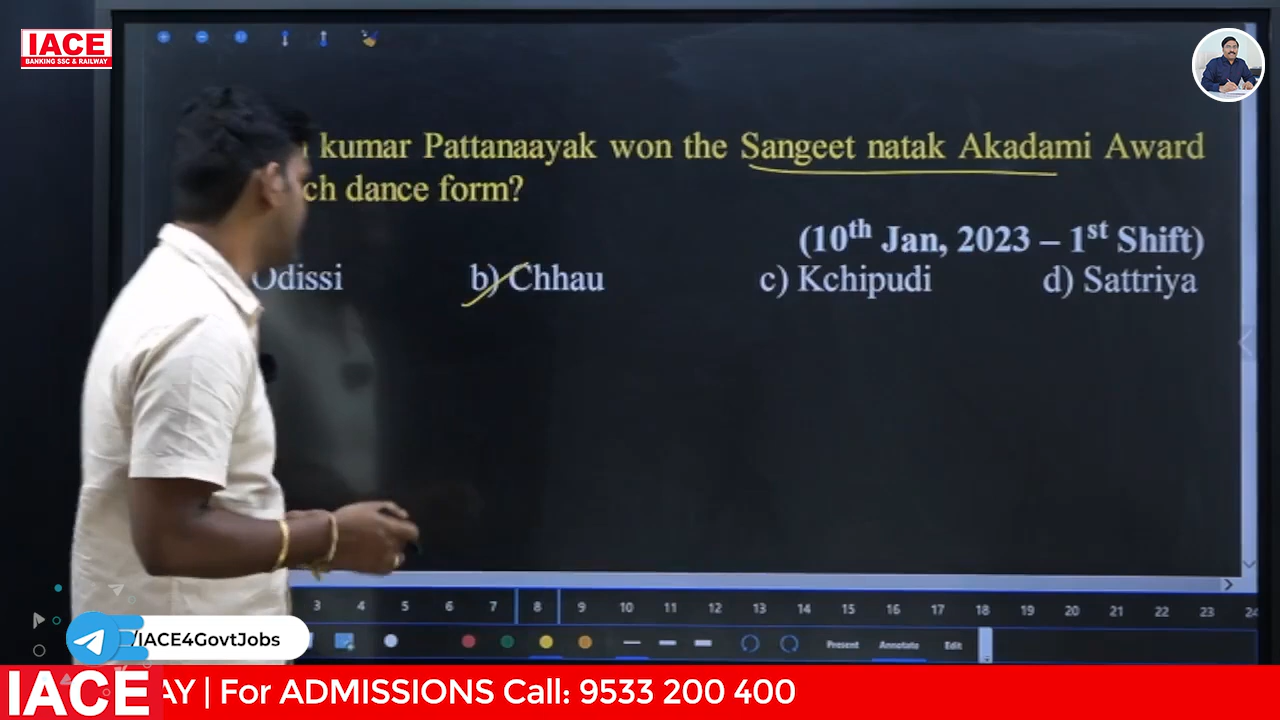 IACE
BANKING SSC & RAILWAY
kumar Pattanaayak won the Sangeet natak Akadami Award
ch dance form?
(10th Jan, 2023 – 1st Shift)
Odissi b) Chhau c) Kchipudi d) Sattriya
3 4 5 6 7 8 9 10 11 12 13 14 15 16 17 18 19 20 21 22 23 24
Present Annotate Edit
/IACE4GovtJobs
IACE AY | For ADMISSIONS Call: 9533 200 400